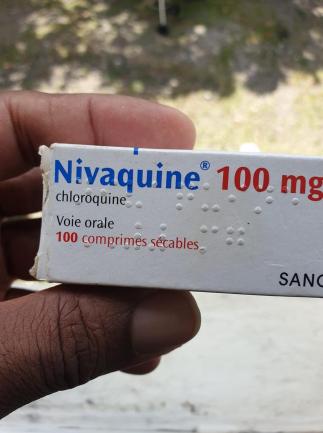 Nivaquine® 100 mg
chloroquine
Voie orale
100 comprimés sécables